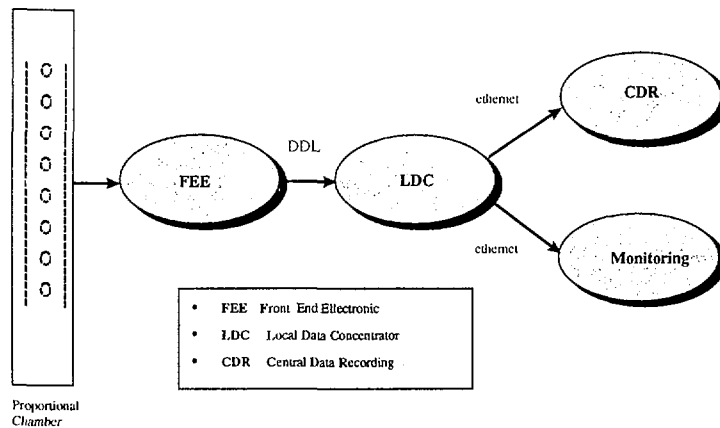 ethernet
CDR
DDL
FEE
LDC
ethernet
Monitoring
• FEE Front End Ellectronic
• LDC Local Data Concentrator
• CDR Central Data Recording
Proportional
Chamber